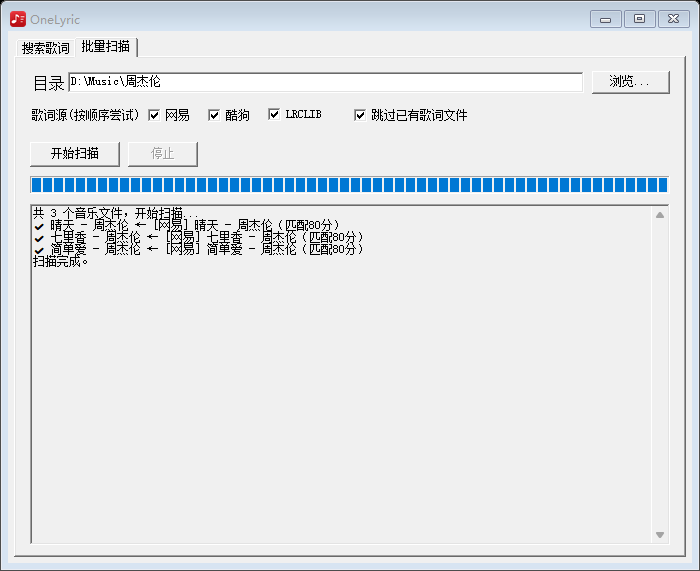 OneLyric
搜索歌词 批量扫描
目录 D:\Music\周杰伦 浏览...
歌词源(按顺序尝试) 网易 酷狗 LRCLIB 跳过已有歌词文件
开始扫描 停止
共 3 个音乐文件，开始扫描...
✔ 晴天 - 周杰伦 ← [网易] 晴天 - 周杰伦（匹配80分）
✔ 七里香 - 周杰伦 ← [网易] 七里香 - 周杰伦（匹配80分）
✔ 简单爱 - 周杰伦 ← [网易] 简单爱 - 周杰伦（匹配80分）
扫描完成。